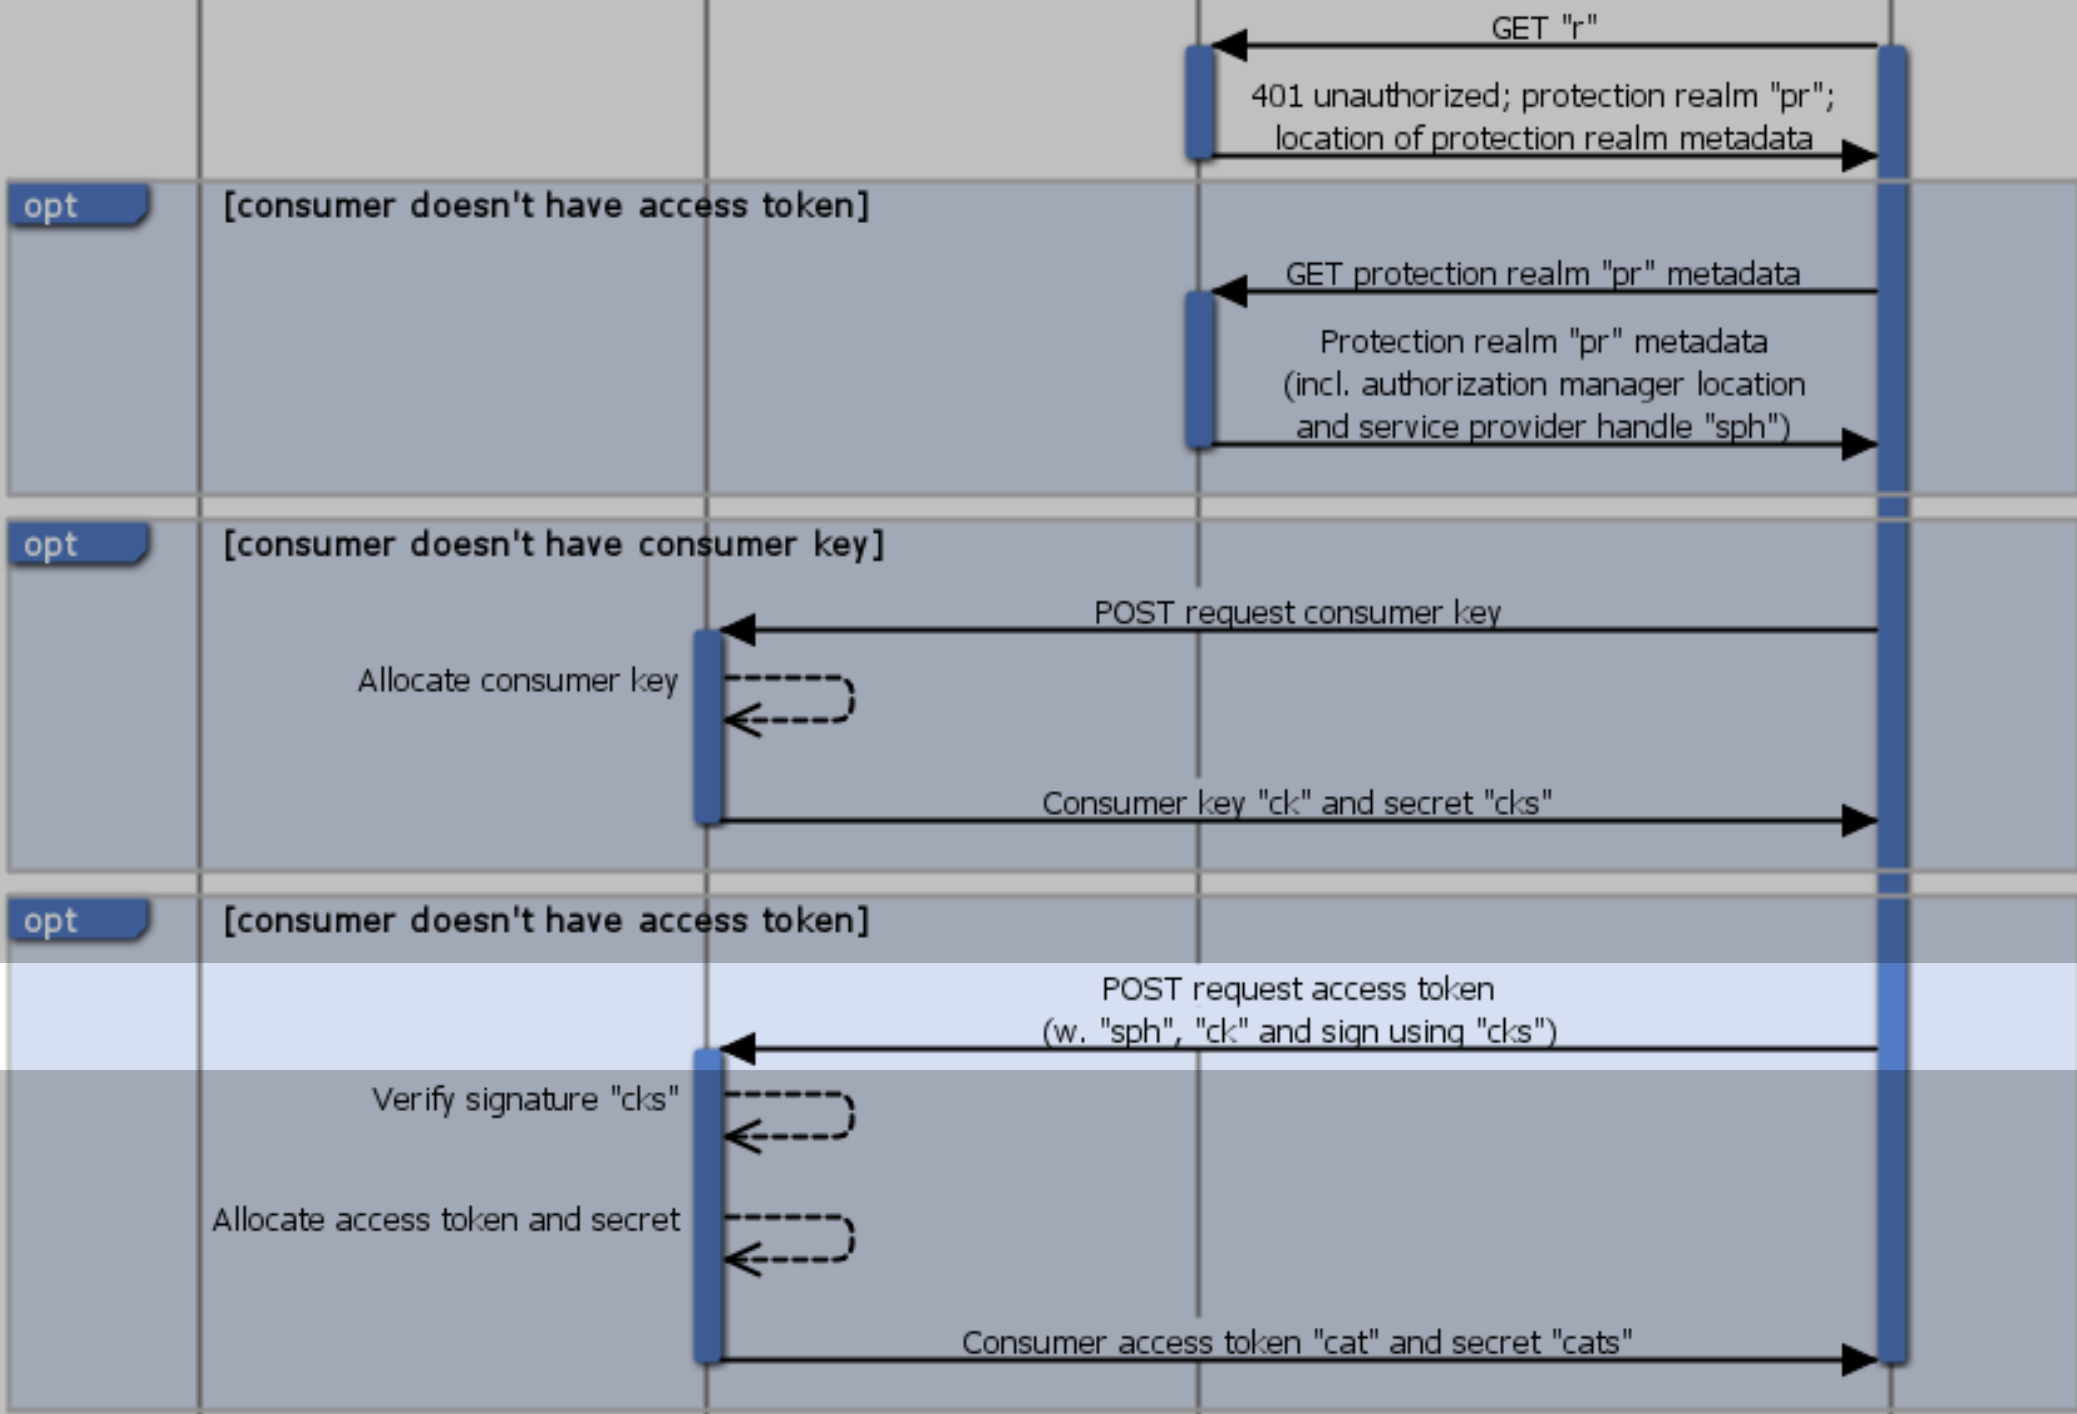 GET "r"
401 unauthorized; protection realm "pr";
location of protection realm metadata
opt
[consumer doesn't have access token]
GET protection realm "pr" metadata
Protection realm "pr" metadata
(incl. authorization manager location
and service provider handle "sph")
opt
[consumer doesn't have consumer key]
POST request consumer key
Allocate consumer key
Consumer key "ck" and secret "cks"
opt
[consumer doesn't have access token]
POST request access token
(w. "sph", "ck" and sign using "cks")
Verify signature "cks"
Allocate access token and secret
Consumer access token "cat" and secret "cats"